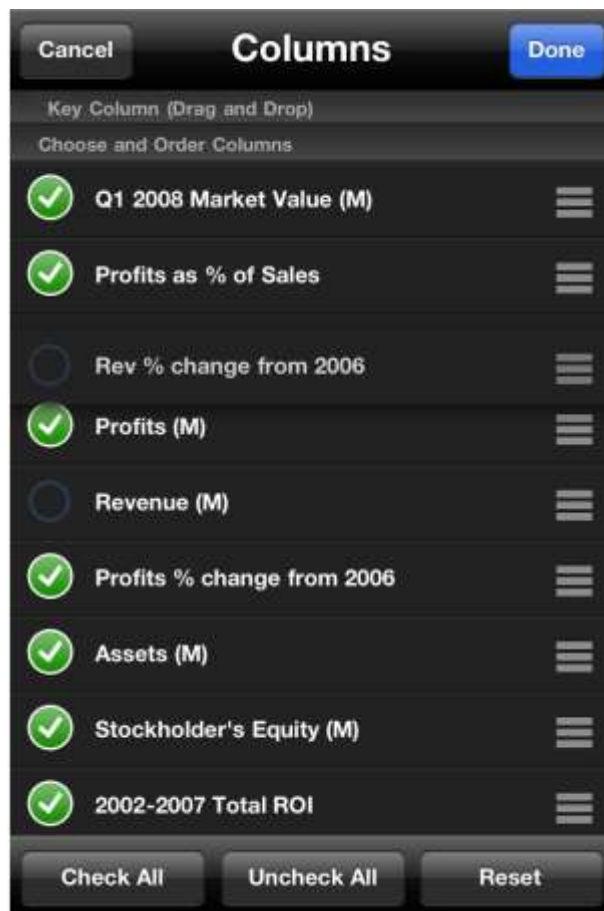 Cancel
Columns
Done
Key Column (Drag and Drop)
Choose and Order Columns
Q1 2008 Market Value (M)
Profits as % of Sales
Rev % change from 2006
Profits (M)
Revenue (M)
Profits % change from 2006
Assets (M)
Stockholder's Equity (M)
2002-2007 Total ROI
Check All
Uncheck All
Reset